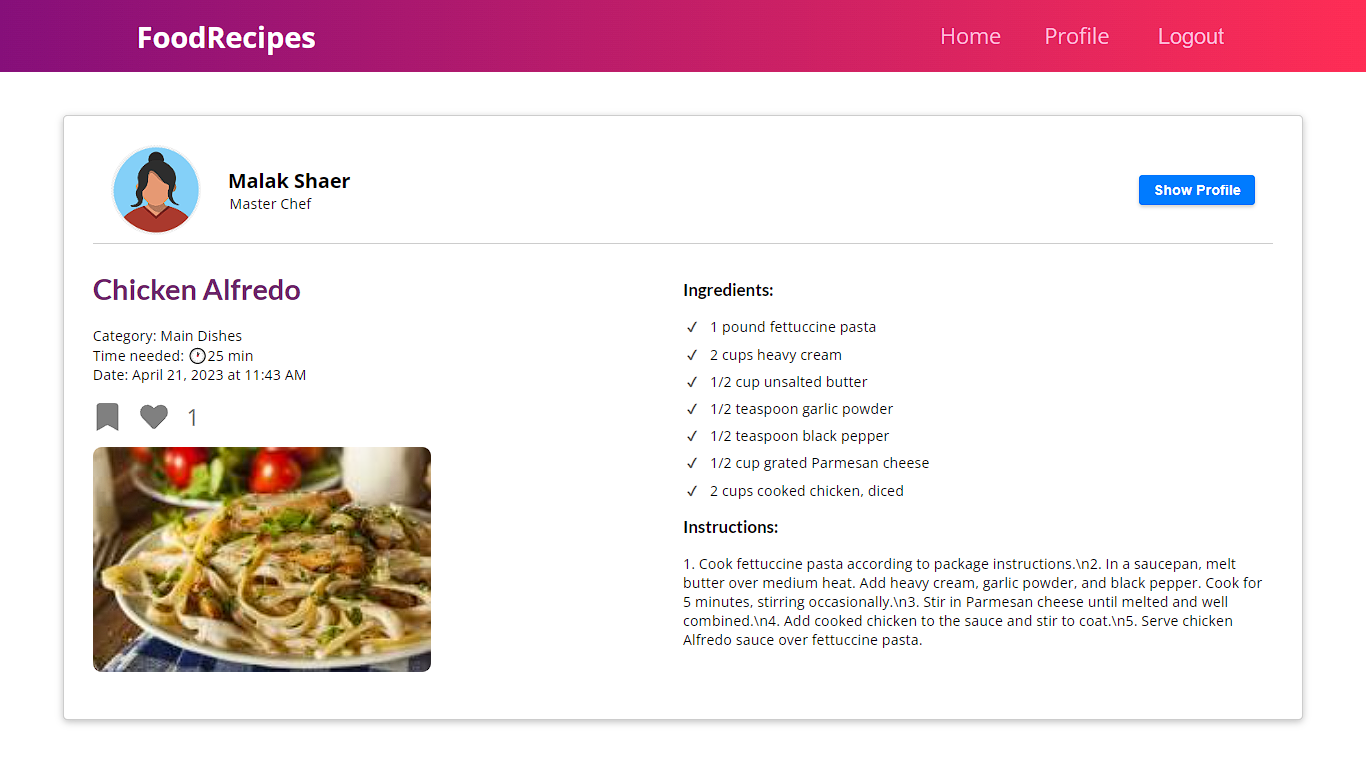 FoodRecipes
Home
Profile
Logout
Malak Shaer
Master Chef
Show Profile
Chicken Alfredo
Category: Main Dishes
Time needed: 25 min
Date: April 21, 2023 at 11:43 AM
1
Ingredients:
✓ 1 pound fettuccine pasta
✓ 2 cups heavy cream
✓ 1/2 cup unsalted butter
✓ 1/2 teaspoon garlic powder
✓ 1/2 teaspoon black pepper
✓ 1/2 cup grated Parmesan cheese
✓ 2 cups cooked chicken, diced
Instructions:
1. Cook fettuccine pasta according to package instructions.\n2. In a saucepan, melt
butter over medium heat. Add heavy cream, garlic powder, and black pepper. Cook for
5 minutes, stirring occasionally.\n3. Stir in Parmesan cheese until melted and well
combined.\n4. Add cooked chicken to the sauce and stir to coat.\n5. Serve chicken
Alfredo sauce over fettuccine pasta.